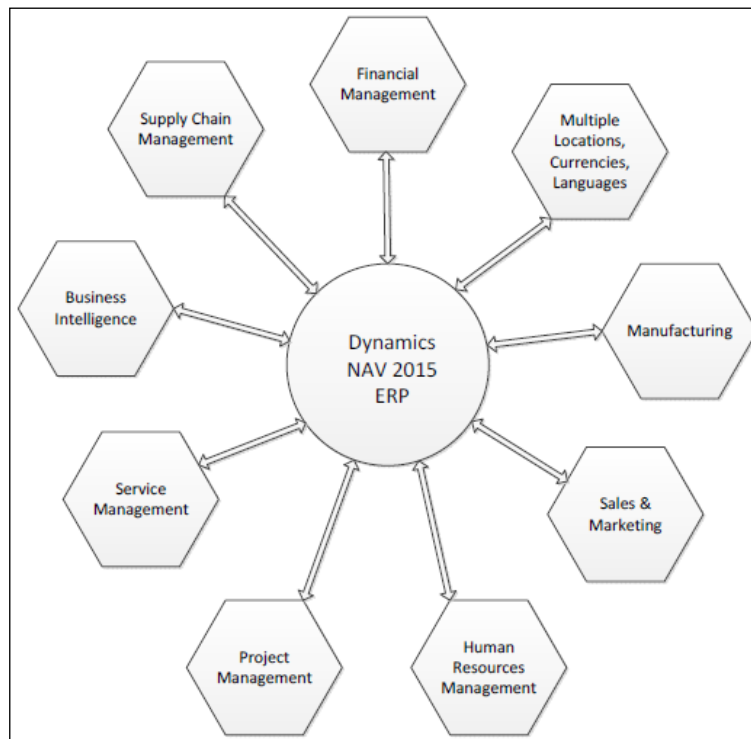 Financial
Management
Supply Chain
Management
Multiple
Locations,
Currencies,
Languages
Business
Intelligence
Dynamics
NAV 2015
ERP
Manufacturing
Service
Management
Sales &
Marketing
Project
Management
Human
Resources
Management